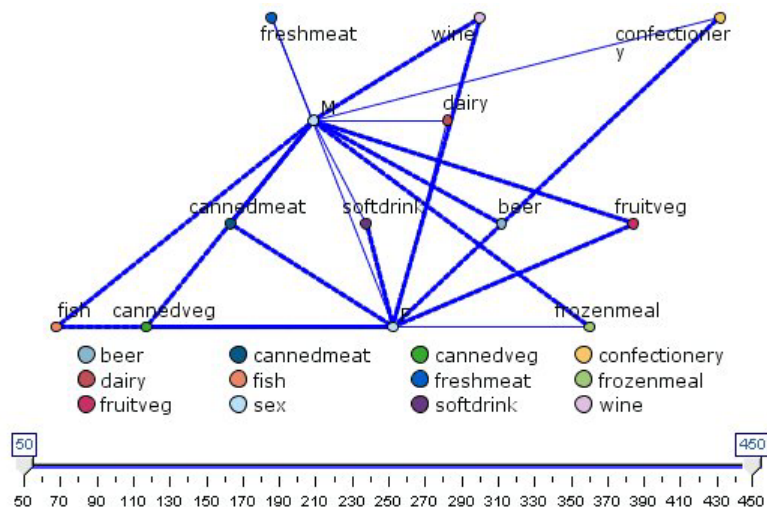 freshmeat
wine
confectioner
y
M
dairy
cannedmeat
softdrink
beer
fruitveg
fish
cannedveg
F
frozenmeal
beer
cannedmeat
cannedveg
confectionery
dairy
fish
freshmeat
frozenmeal
fruitveg
sex
softdrink
wine
50
450
50 70 90 110 130 150 170 190 210 230 250 270 290 310 330 350 370 390 410 430 450